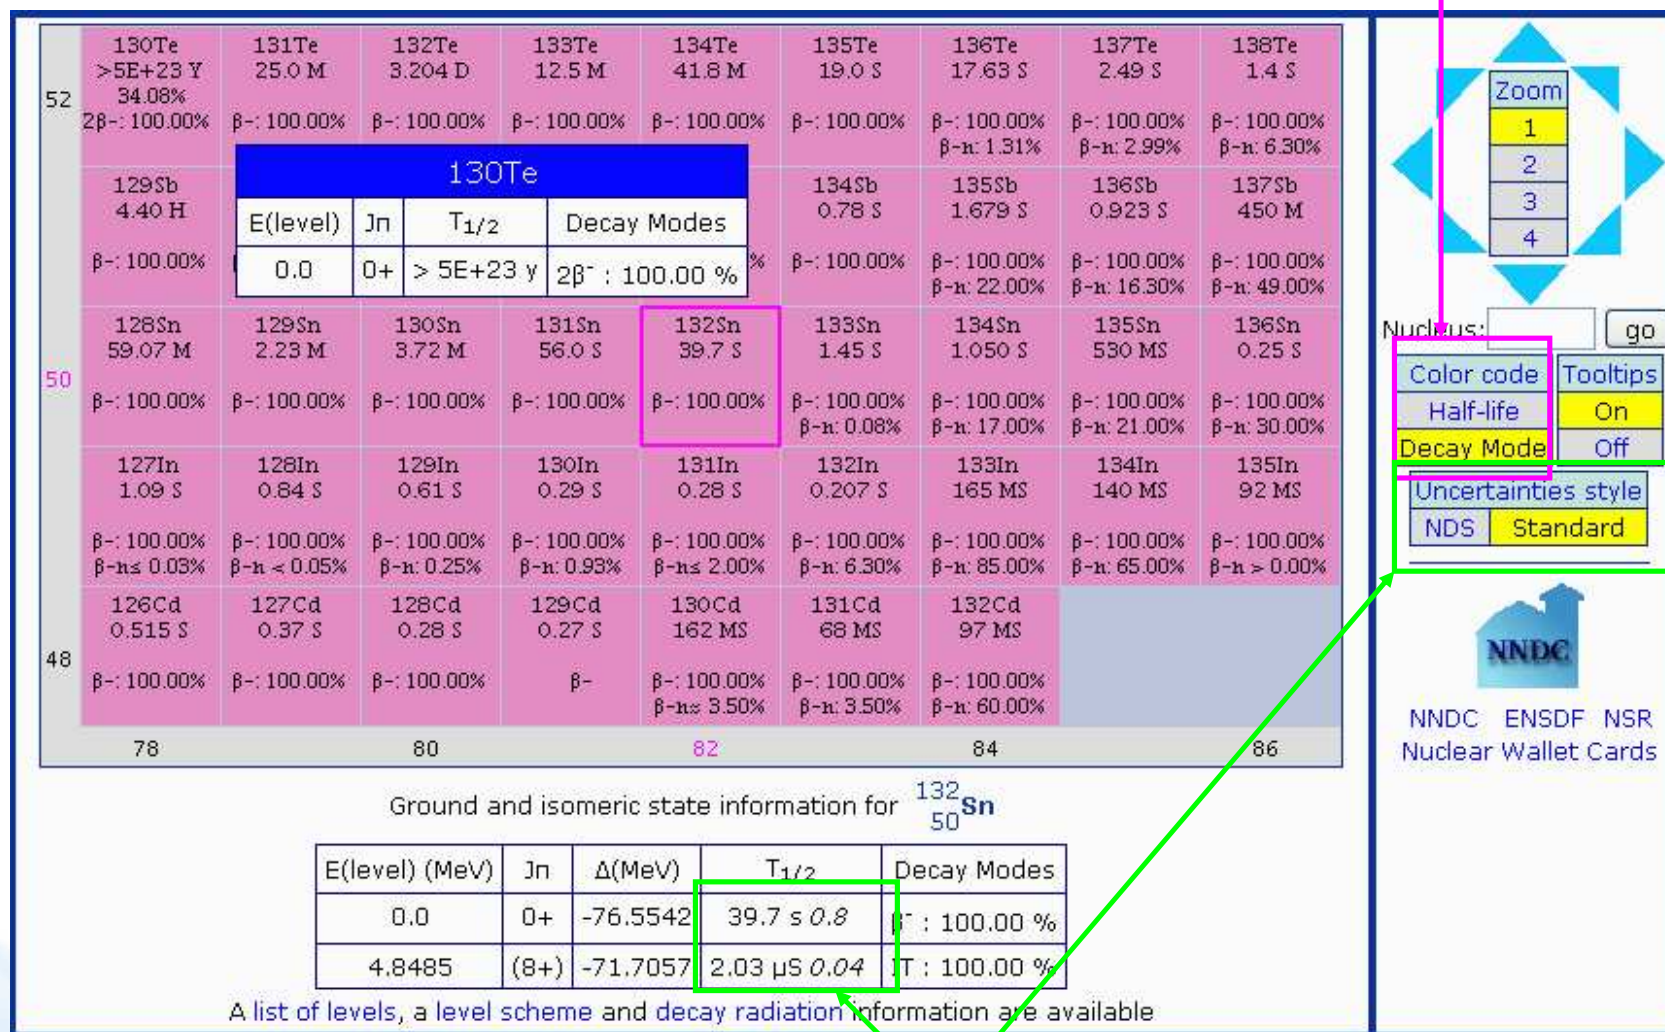 52
130Te 131Te 132Te 133Te 134Te 135Te 136Te 137Te 138Te
>5E+23 Y 25.0 M 3.204 D 12.5 M 41.8 M 19.0 S 17.63 S 2.49 S 1.4 S
34.08%
2β-: 100.00% β-: 100.00% β-: 100.00% β-: 100.00% β-: 100.00% β-: 100.00% β-: 100.00% β-: 100.00% β-: 100.00%
β-n: 1.31% β-n: 2.99% β-n: 6.30%
129Sb 134Sb 135Sb 136Sb 137Sb
4.40 H 0.78 S 1.679 S 0.923 S 450 M
β-: 100.00% % β-: 100.00% β-: 100.00% β-: 100.00% β-: 100.00%
β-n: 22.00% β-n: 16.30% β-n: 49.00%
130Te
E(level) Jπ T1/2 Decay Modes
0.0 0+ > 5E+23 y 2β- : 100.00 %
50
128Sn 129Sn 130Sn 131Sn 132Sn 133Sn 134Sn 135Sn 136Sn
59.07 M 2.23 M 3.72 M 56.0 S 39.7 S 1.45 S 1.050 S 530 MS 0.25 S
β-: 100.00% β-: 100.00% β-: 100.00% β-: 100.00% β-: 100.00% β-: 100.00% β-: 100.00% β-: 100.00% β-: 100.00%
β-n: 0.08% β-n: 17.00% β-n: 21.00% β-n: 30.00%
127In 128In 129In 130In 131In 132In 133In 134In 135In
1.09 S 0.84 S 0.61 S 0.29 S 0.28 S 0.207 S 165 MS 140 MS 92 MS
β-: 100.00% β-: 100.00% β-: 100.00% β-: 100.00% β-: 100.00% β-: 100.00% β-: 100.00% β-: 100.00% β-: 100.00%
β-n≤ 0.03% β-n < 0.05% β-n: 0.25% β-n: 0.93% β-n≤ 2.00% β-n: 6.30% β-n: 85.00% β-n: 65.00% β-n > 0.00%
48
126Cd 127Cd 128Cd 129Cd 130Cd 131Cd 132Cd
0.515 S 0.37 S 0.28 S 0.27 S 162 MS 68 MS 97 MS
β-: 100.00% β-: 100.00% β-: 100.00% β- β-: 100.00% β-: 100.00% β-: 100.00%
β-n≤ 3.50% β-n: 3.50% β-n: 60.00%
78 80 82 84 86
Ground and isomeric state information for 132 50 Sn
E(level) (MeV) Jπ Δ(MeV) T1/2 Decay Modes
0.0 0+ -76.5542 39.7 s 0.8 β- : 100.00 %
4.8485 (8+) -71.7057 2.03 µS 0.04 IT : 100.00 %
A list of levels, a level scheme and decay radiation information are available
Zoom
1
2
3
4
Nucleus: go
Color code Tooltips
Half-life On
Decay Mode Off
Uncertainties style
NDS Standard
NNDC
NNDC ENSDF NSR
Nuclear Wallet Cards